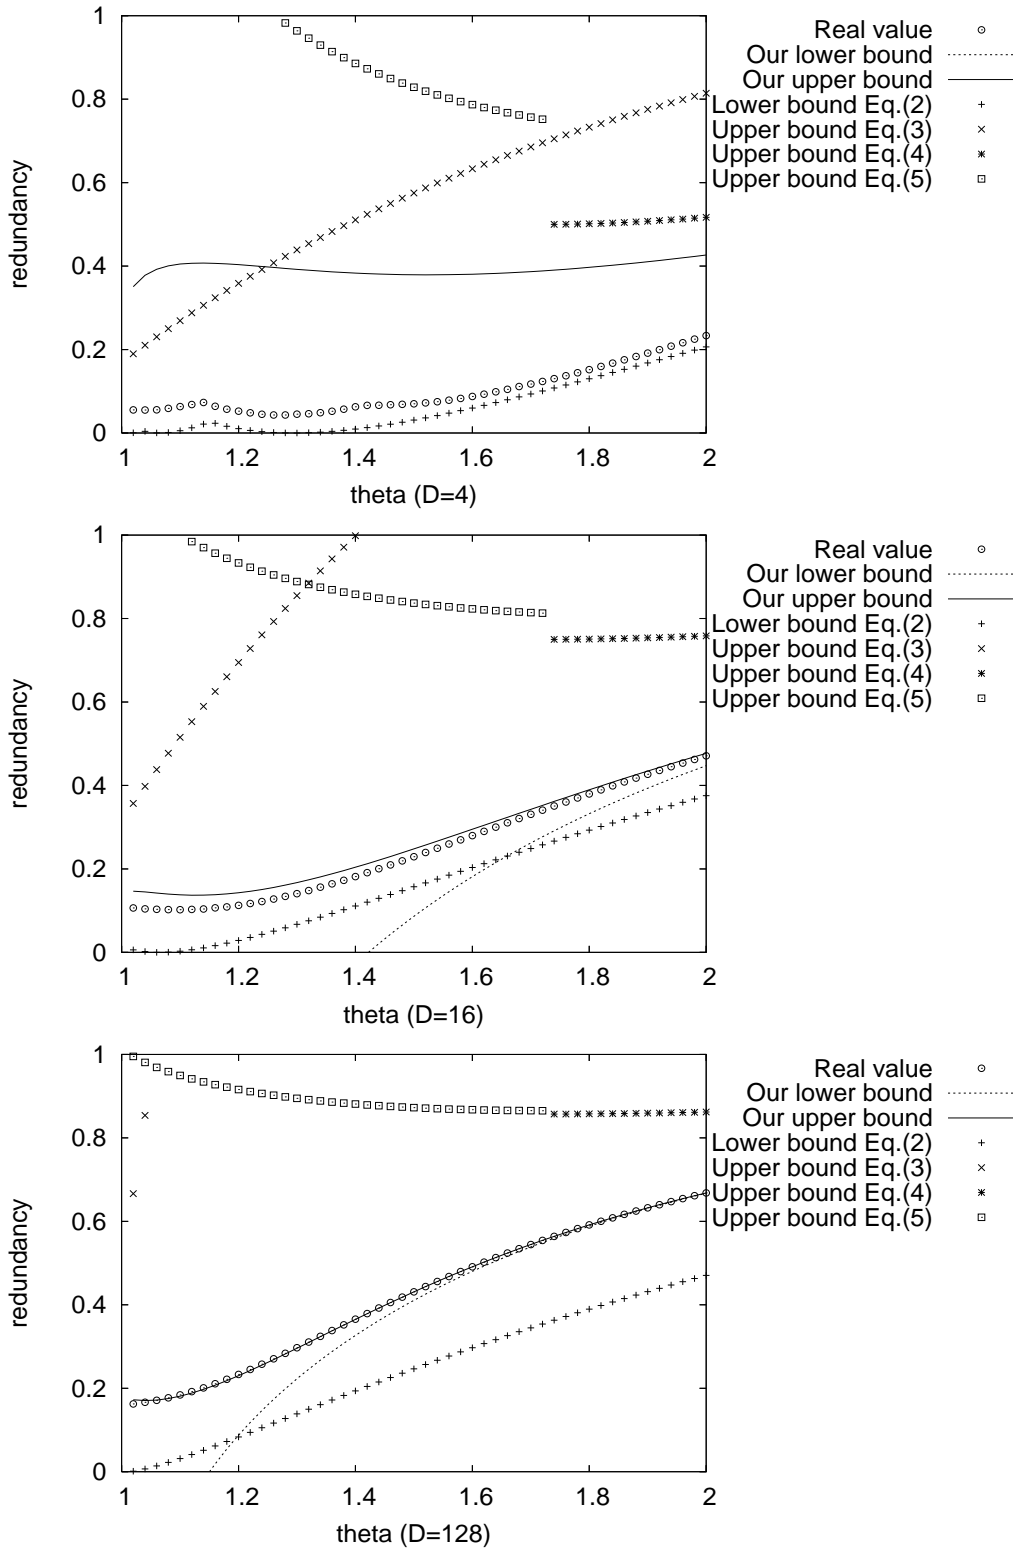 1
0.8
0.6
0.4
0.2
0
redundancy
1
1.2
1.4
1.6
1.8
2
theta (D=4)
Real value
Our lower bound
Our upper bound
Lower bound Eq.(2)
Upper bound Eq.(3)
Upper bound Eq.(4)
Upper bound Eq.(5)
1
0.8
0.6
0.4
0.2
0
redundancy
1
1.2
1.4
1.6
1.8
2
theta (D=16)
Real value
Our lower bound
Our upper bound
Lower bound Eq.(2)
Upper bound Eq.(3)
Upper bound Eq.(4)
Upper bound Eq.(5)
1
0.8
0.6
0.4
0.2
0
redundancy
1
1.2
1.4
1.6
1.8
2
theta (D=128)
Real value
Our lower bound
Our upper bound
Lower bound Eq.(2)
Upper bound Eq.(3)
Upper bound Eq.(4)
Upper bound Eq.(5)